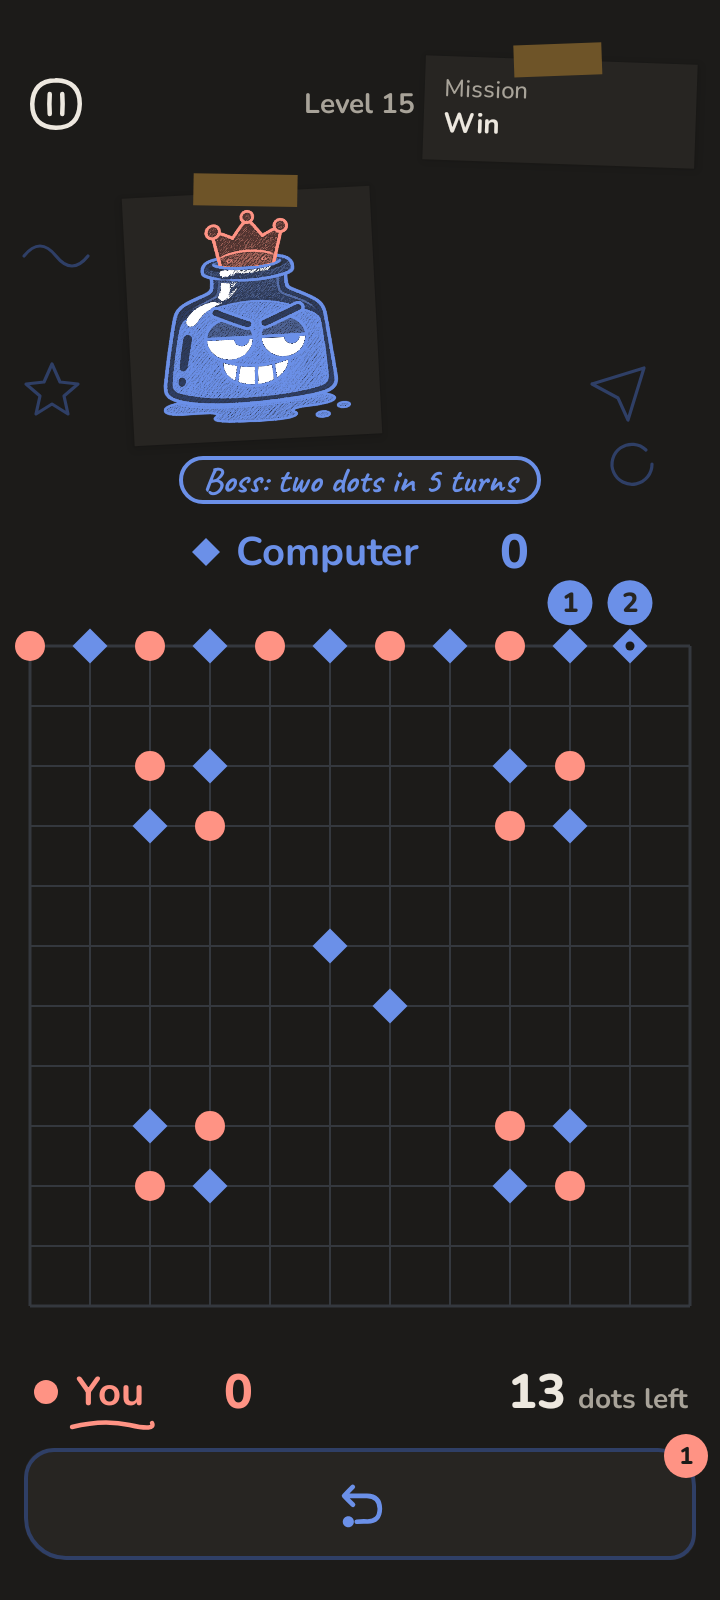 Level 15
Mission
Win
Boss: two dots in 5 turns
Computer 0
1 2
You 0 13 dots left
1